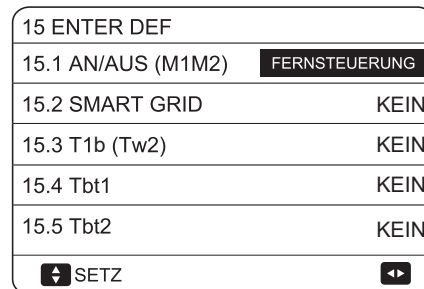 15 ENTER DEF
15.1 AN/AUS (M1M2) FERNSTEUERUNG
15.2 SMART GRID KEIN
15.3 T1b (Tw2) KEIN
15.4 Tbt1 KEIN
15.5 Tbt2 KEIN
SETZ